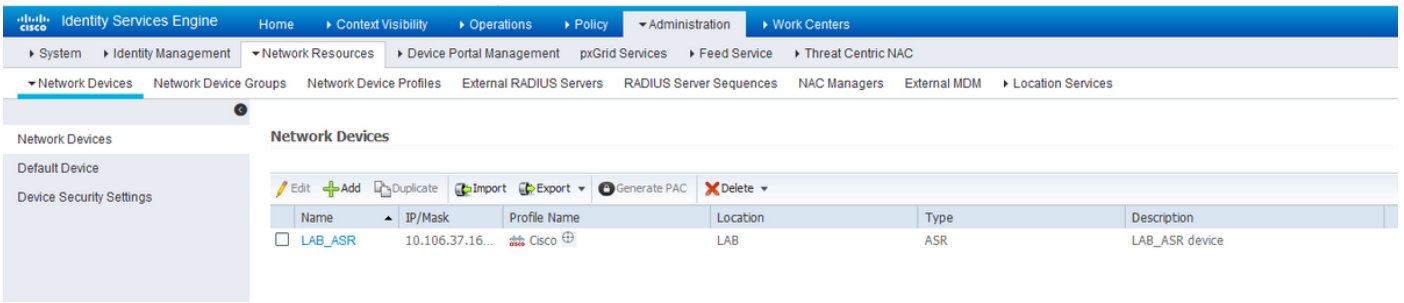 cisco Identity Services Engine Home Context Visibility Operations Policy Administration Work Centers
System Identity Management Network Resources Device Portal Management pxGrid Services Feed Service Threat Centric NAC
Network Devices Network Device Groups Network Device Profiles External RADIUS Servers RADIUS Server Sequences NAC Managers External MDM Location Services
Network Devices
Default Device
Device Security Settings
Network Devices
Edit Add Duplicate Import Export Generate PAC Delete
Name IP/Mask Profile Name Location Type Description
LAB_ASR 10.106.37.16... cisco Cisco LAB ASR LAB_ASR device